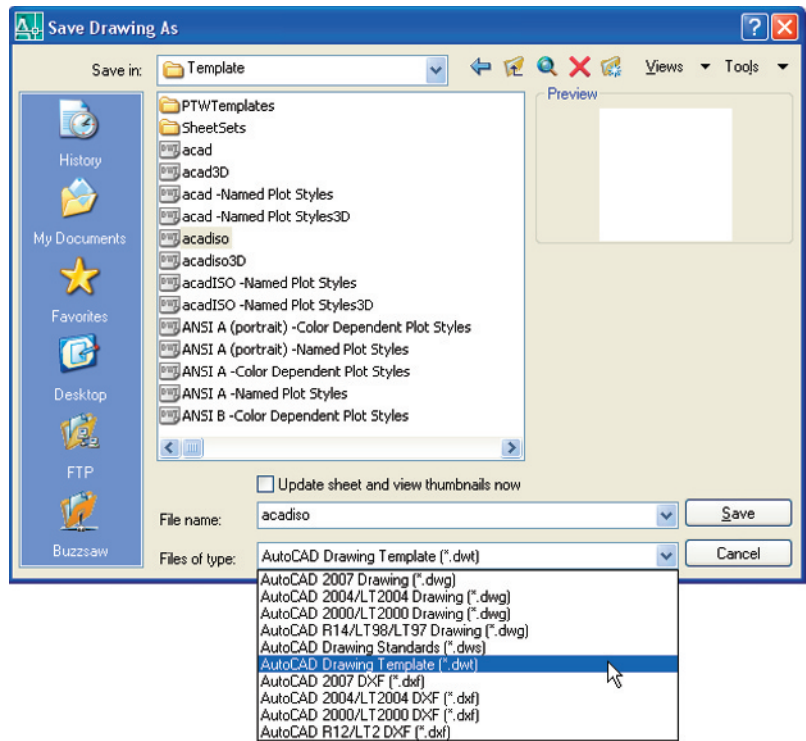 Save Drawing As
Save in: Template Views Tools
History
My Documents
Favorites
Desktop
FTP
Buzzsaw
PTWTemplates
SheetSets
acad
acad3D
acad -Named Plot Styles
acad -Named Plot Styles3D
acadiso
acadiso3D
acadISO -Named Plot Styles
acadISO -Named Plot Styles3D
ANSI A (portrait) -Color Dependent Plot Styles
ANSI A (portrait) -Named Plot Styles
ANSI A -Color Dependent Plot Styles
ANSI A -Named Plot Styles
ANSI B -Color Dependent Plot Styles
Preview
Update sheet and view thumbnails now
File name: acadiso Save
Files of type: AutoCAD Drawing Template (*.dwt) Cancel
AutoCAD 2007 Drawing (*.dwg)
AutoCAD 2004/LT2004 Drawing (*.dwg)
AutoCAD 2000/LT2000 Drawing (*.dwg)
AutoCAD R14/LT98/LT97 Drawing (*.dwg)
AutoCAD Drawing Standards (*.dws)
AutoCAD Drawing Template (*.dwt)
AutoCAD 2007 DXF (*.dxf)
AutoCAD 2004/LT2004 DXF (*.dxf)
AutoCAD 2000/LT2000 DXF (*.dxf)
AutoCAD R12/LT2 DXF (*.dxf)